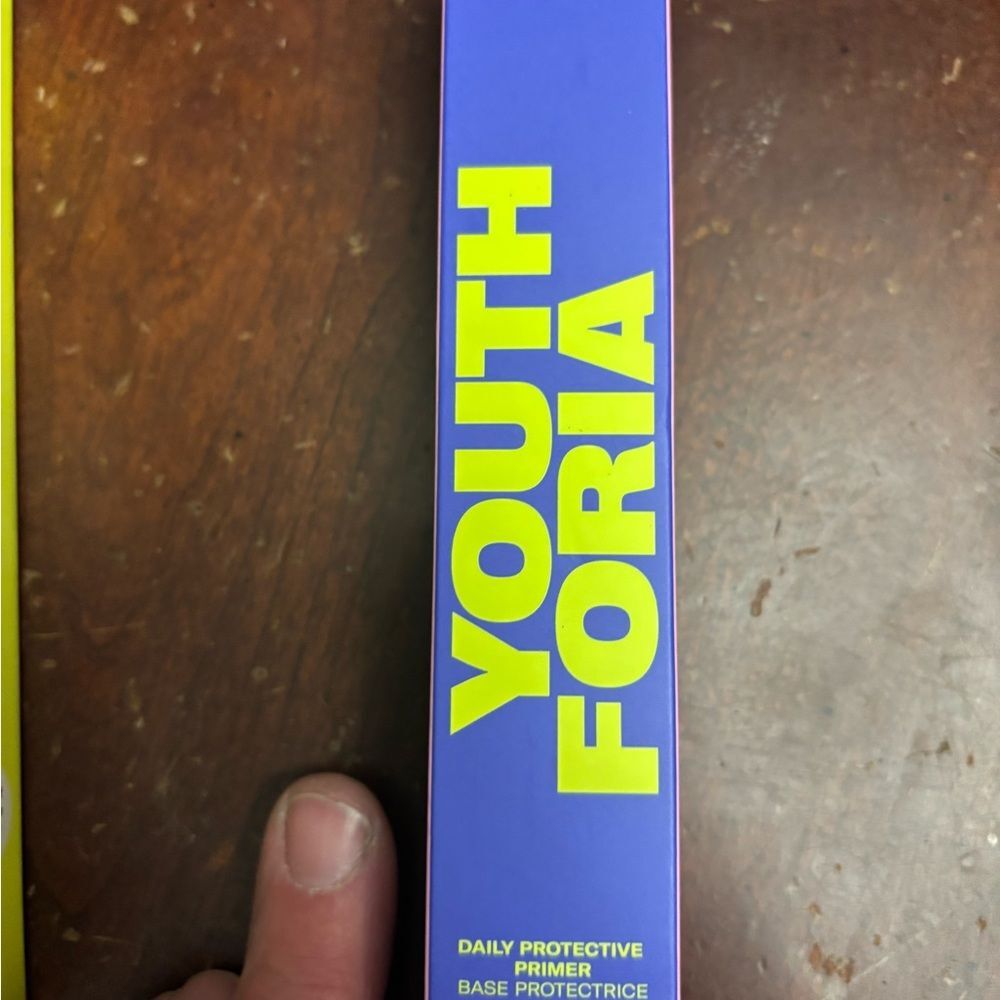 YOUTH
FORIA
DAILY PROTECTIVE
PRIMER
BASE PROTECTRICE